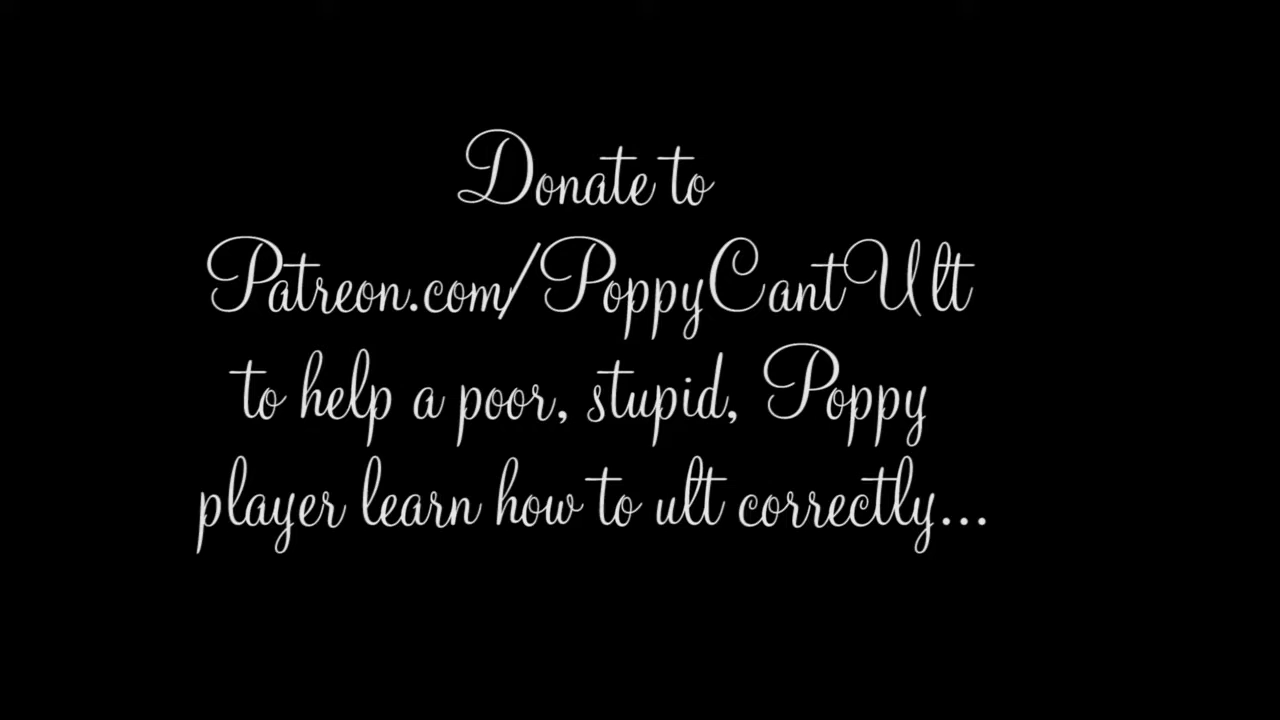 Donate to
Patreon.com/PoppyCantUlt
to help a poor, stupid, Poppy
player learn how to ult correctly...